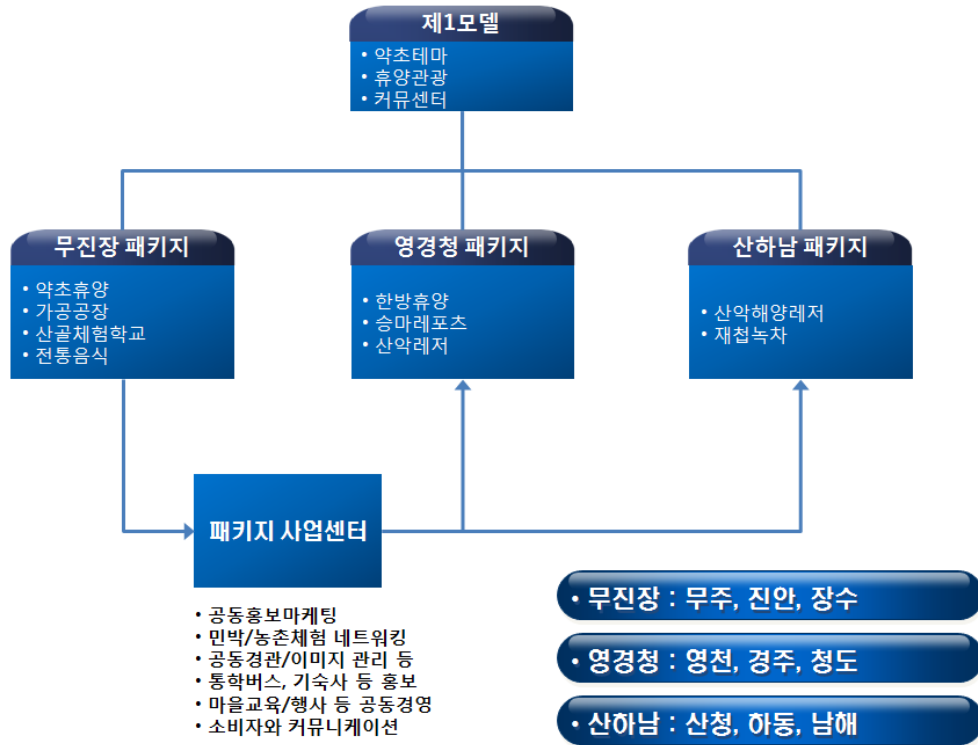 제1모델
• 약초테마
• 휴양관광
• 커뮤센터
무진장 패키지
• 약초휴양
• 가공공장
• 산골체험학교
• 전통음식
영경청 패키지
• 한방휴양
• 승마레포츠
• 산악레저
산하남 패키지
• 산악해양레저
• 재첩녹차
패키지 사업센터
• 공동홍보마케팅
• 민박/농촌체험 네트워킹
• 공동경관/이미지 관리 등
• 통학버스, 기숙사 등 홍보
• 마을교육/행사 등 공동경영
• 소비자와 커뮤니케이션
• 무진장 : 무주, 진안, 장수
• 영경청 : 영천, 경주, 청도
• 산하남 : 산청, 하동, 남해